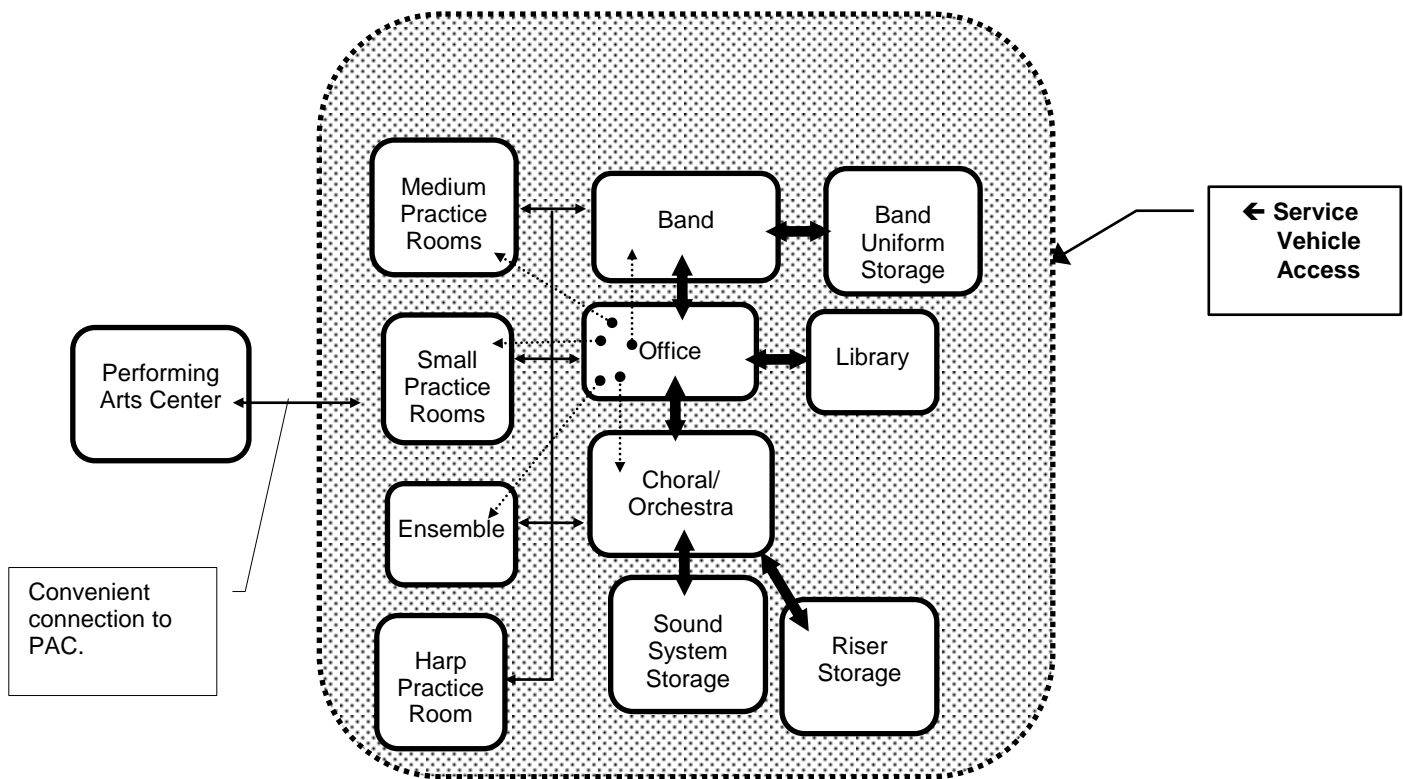 Medium
Practice
Rooms
Band
Band
Uniform
Storage
← Service
Vehicle
Access
Performing
Arts Center
Small
Practice
Rooms
Office
Library
Choral/
Orchestra
Ensemble
Convenient
connection to
PAC.
Harp
Practice
Room
Sound
System
Storage
Riser
Storage